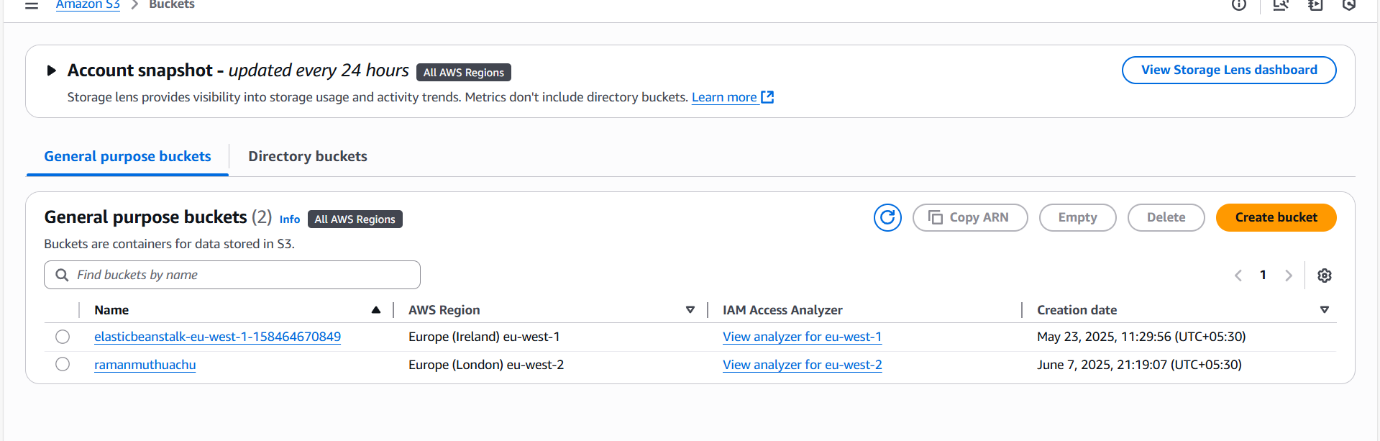 Amazon S3 > Buckets
Account snapshot - updated every 24 hours All AWS Regions View Storage Lens dashboard
Storage lens provides visibility into storage usage and activity trends. Metrics don't include directory buckets. Learn more
General purpose buckets Directory buckets
General purpose buckets (2) Info All AWS Regions Copy ARN Empty Delete Create bucket
Buckets are containers for data stored in S3.
Find buckets by name 1
Name AWS Region IAM Access Analyzer Creation date
elasticbeanstalk-eu-west-1-158464670849 Europe (Ireland) eu-west-1 View analyzer for eu-west-1 May 23, 2025, 11:29:56 (UTC+05:30)
ramanmuthuachu Europe (London) eu-west-2 View analyzer for eu-west-2 June 7, 2025, 21:19:07 (UTC+05:30)